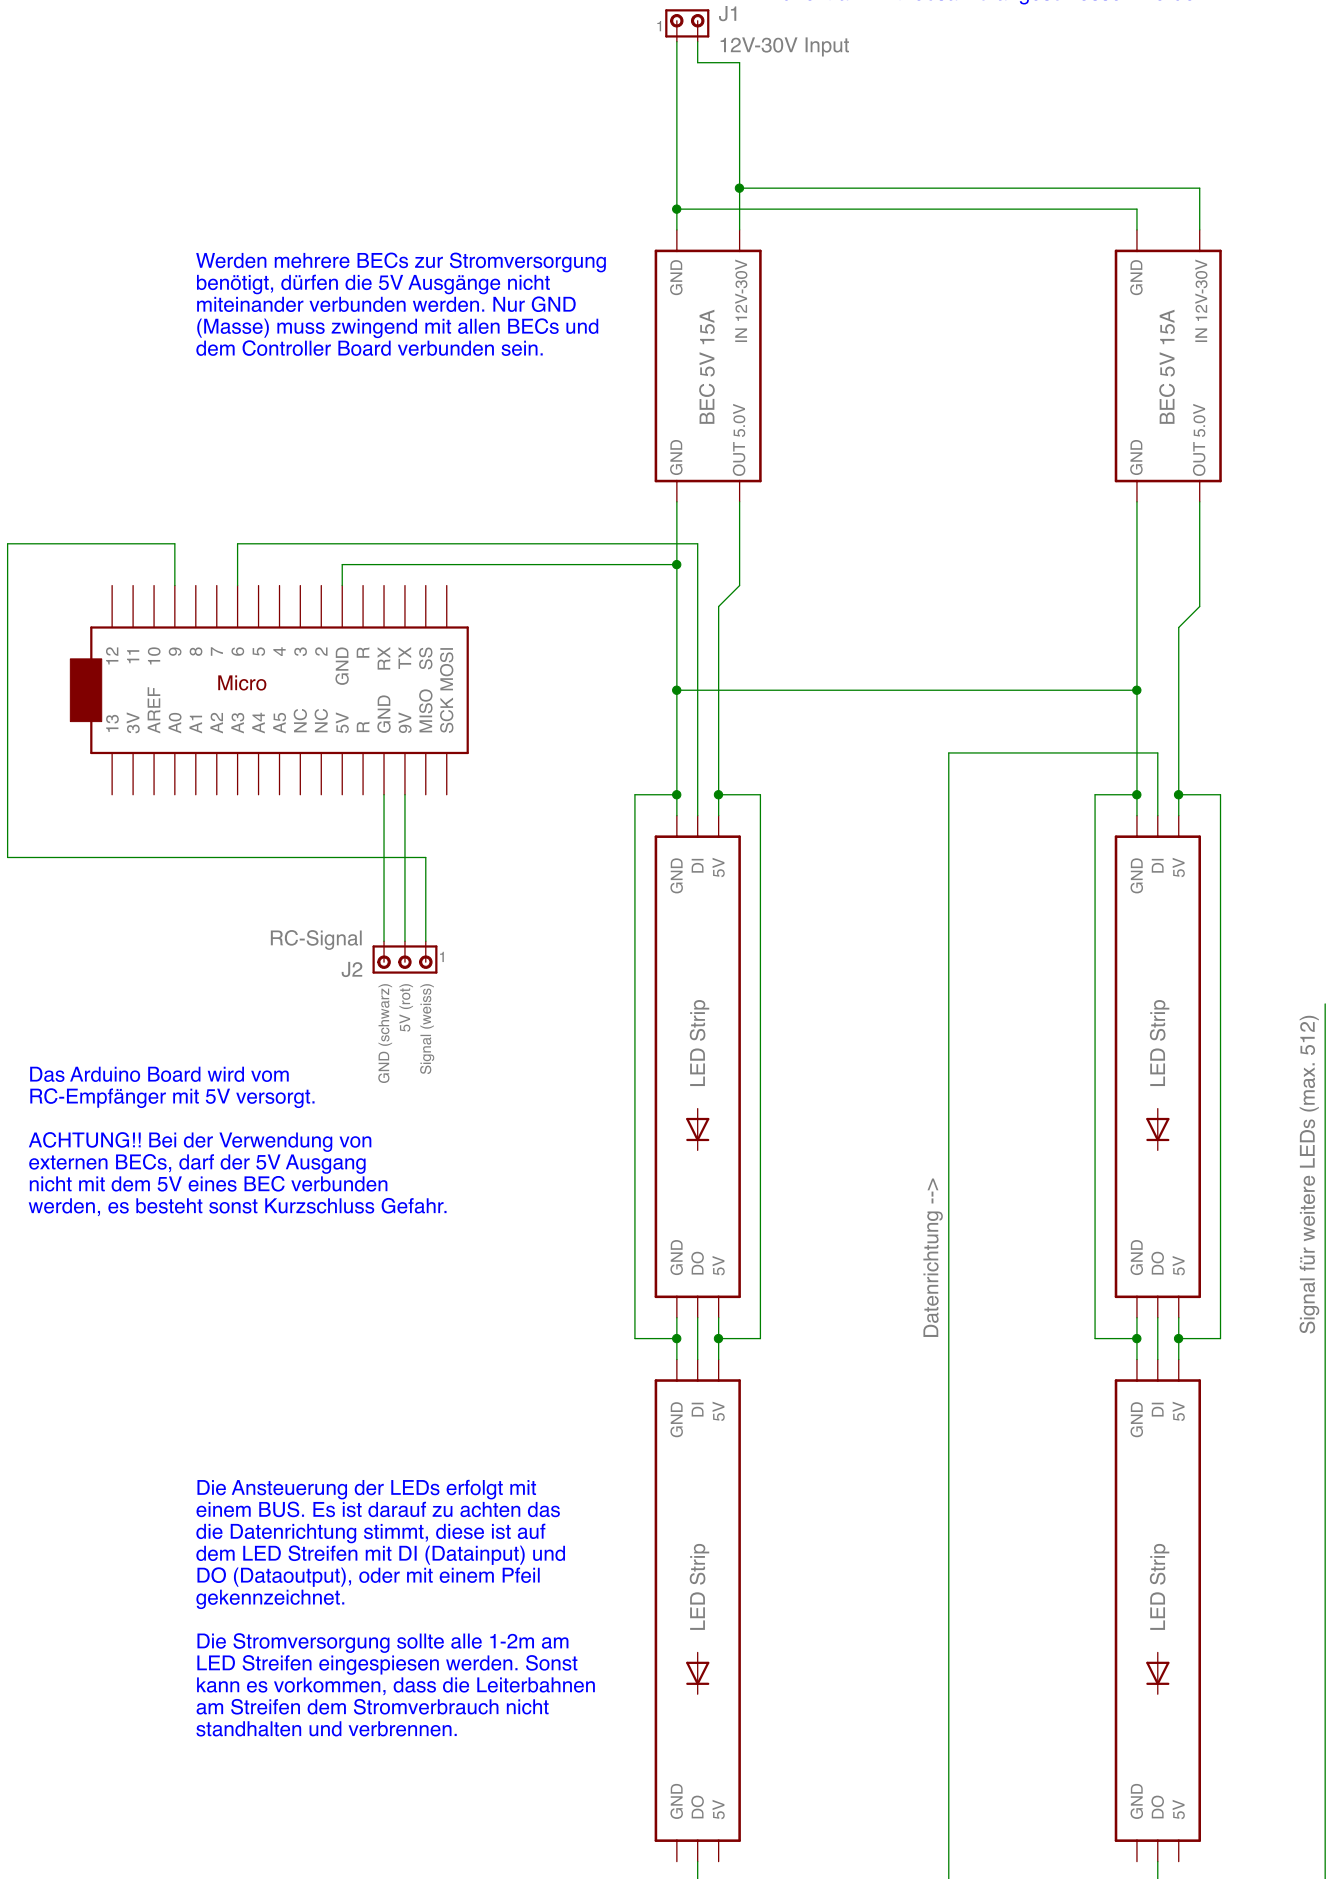 J1
1
12V-30V Input
Werden mehrere BECs zur Stromversorgung
benötigt, dürfen die 5V Ausgänge nicht
miteinander verbunden werden. Nur GND
(Masse) muss zwingend mit allen BECs und
dem Controller Board verbunden sein.
GND
IN 12V-30V
BEC 5V 15A
GND
OUT 5.0V
GND
IN 12V-30V
BEC 5V 15A
GND
OUT 5.0V
12 11 10 9 8 7 6 5 4 3 2 GND R RX TX SS MOSI
Micro
13 3V AREF A0 A1 A2 A3 A4 A5 NC NC 5V R GND 9V MISO SCK
RC-Signal
J2
1
GND (schwarz)
5V (rot)
Signal (weiss)
Das Arduino Board wird vom
RC-Empfänger mit 5V versorgt.
ACHTUNG!! Bei der Verwendung von
externen BECs, darf der 5V Ausgang
nicht mit dem 5V eines BEC verbunden
werden, es besteht sonst Kurzschluss Gefahr.
GND DI 5V
LED Strip
GND DO 5V
GND DI 5V
LED Strip
GND DO 5V
Datenrichtung -->
GND DI 5V
LED Strip
GND DO 5V
GND DI 5V
LED Strip
GND DO 5V
Signal für weitere LEDs (max. 512)
Die Ansteuerung der LEDs erfolgt mit
einem BUS. Es ist darauf zu achten das
die Datenrichtung stimmt, diese ist auf
dem LED Streifen mit DI (Datainput) und
DO (Dataoutput), oder mit einem Pfeil
gekennzeichnet.
Die Stromversorgung sollte alle 1-2m am
LED Streifen eingespiesen werden. Sonst
kann es vorkommen, dass die Leiterbahnen
am Streifen dem Stromverbrauch nicht
standhalten und verbrennen.